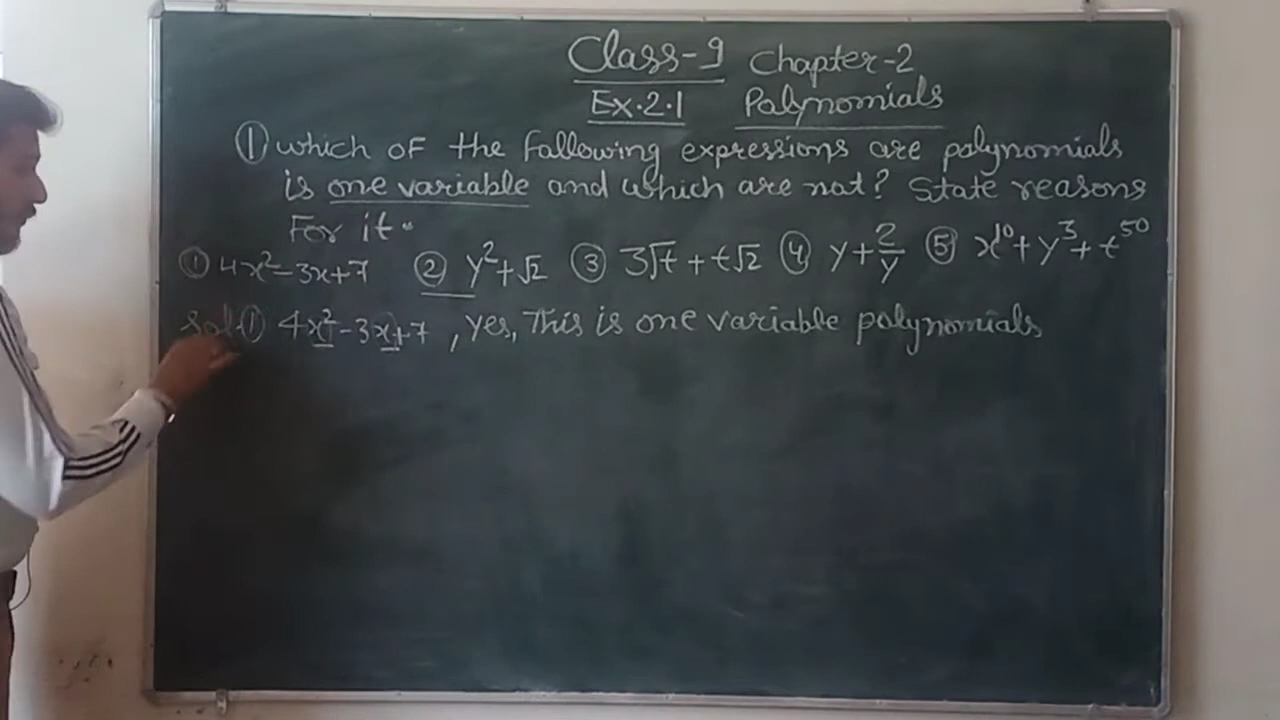 Class-9 Chapter-2
Ex.2.1 Polynomials
① which of the following expressions are polynomials
is one variable and which are not? State reasons
For it.
① 4x²-3x+7 ② y²+√2 ③ 3√t + t√2 ④ y+2/y ⑤ x¹⁰+y³+t⁵⁰
Sol. ① 4x²-3x+7, yes, This is one variable polynomials